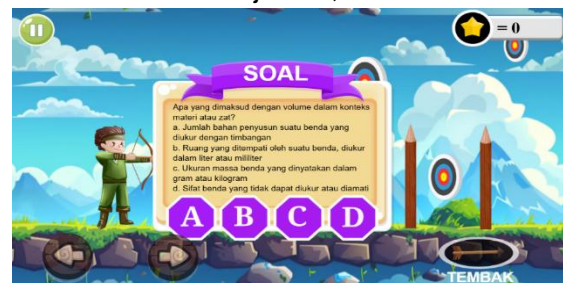 = 0
SOAL
Apa yang dimaksud dengan volume dalam konteks
materi atau zat?
a. Jumlah bahan penyusun suatu benda yang
diukur dengan timbangan
b. Ruang yang ditempati oleh suatu benda, diukur
dalam liter atau mililiter
c. Ukuran massa benda yang dinyatakan dalam
gram atau kilogram
d. Sifat benda yang tidak dapat diukur atau diamati
A B C D
TEMBAK